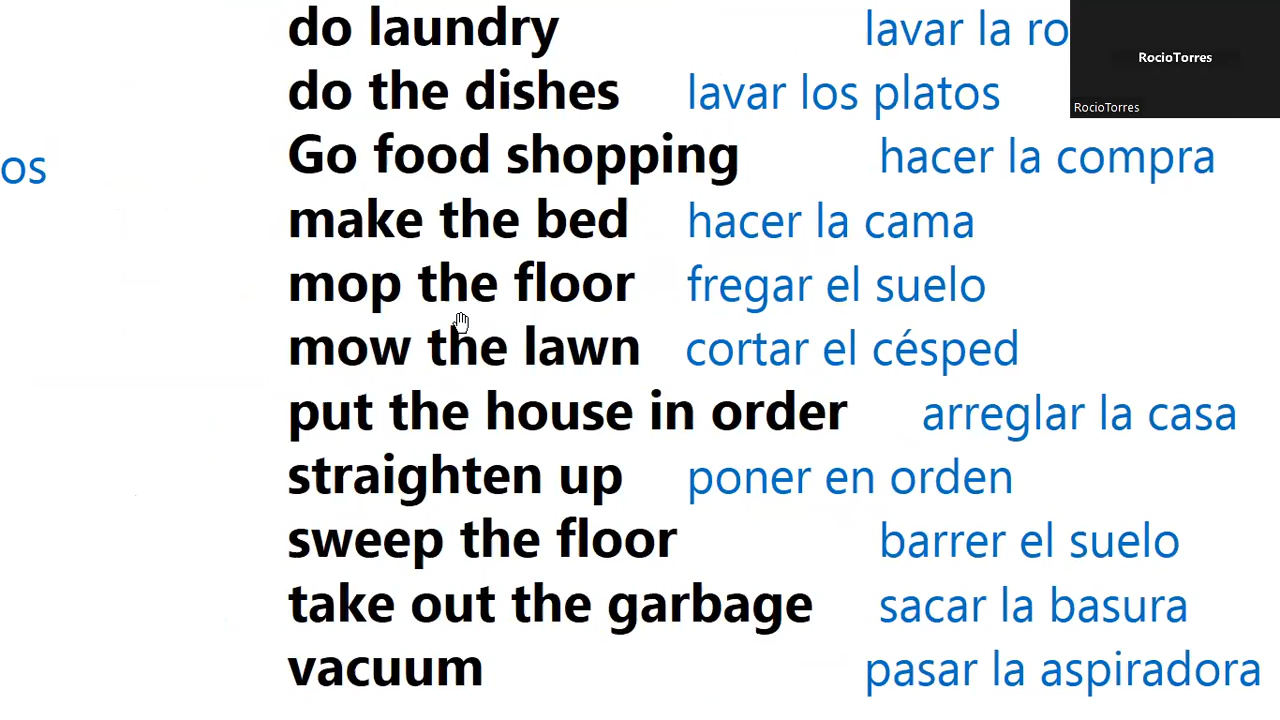 do laundry lavar la
RocioTorres
RocioTorres
do the dishes lavar los platos
os Go food shopping hacer la compra
make the bed hacer la cama
mop the floor fregar el suelo
mow the lawn cortar el césped
put the house in order arreglar la casa
straighten up poner en orden
sweep the floor barrer el suelo
take out the garbage sacar la basura
vacuum pasar la aspiradora